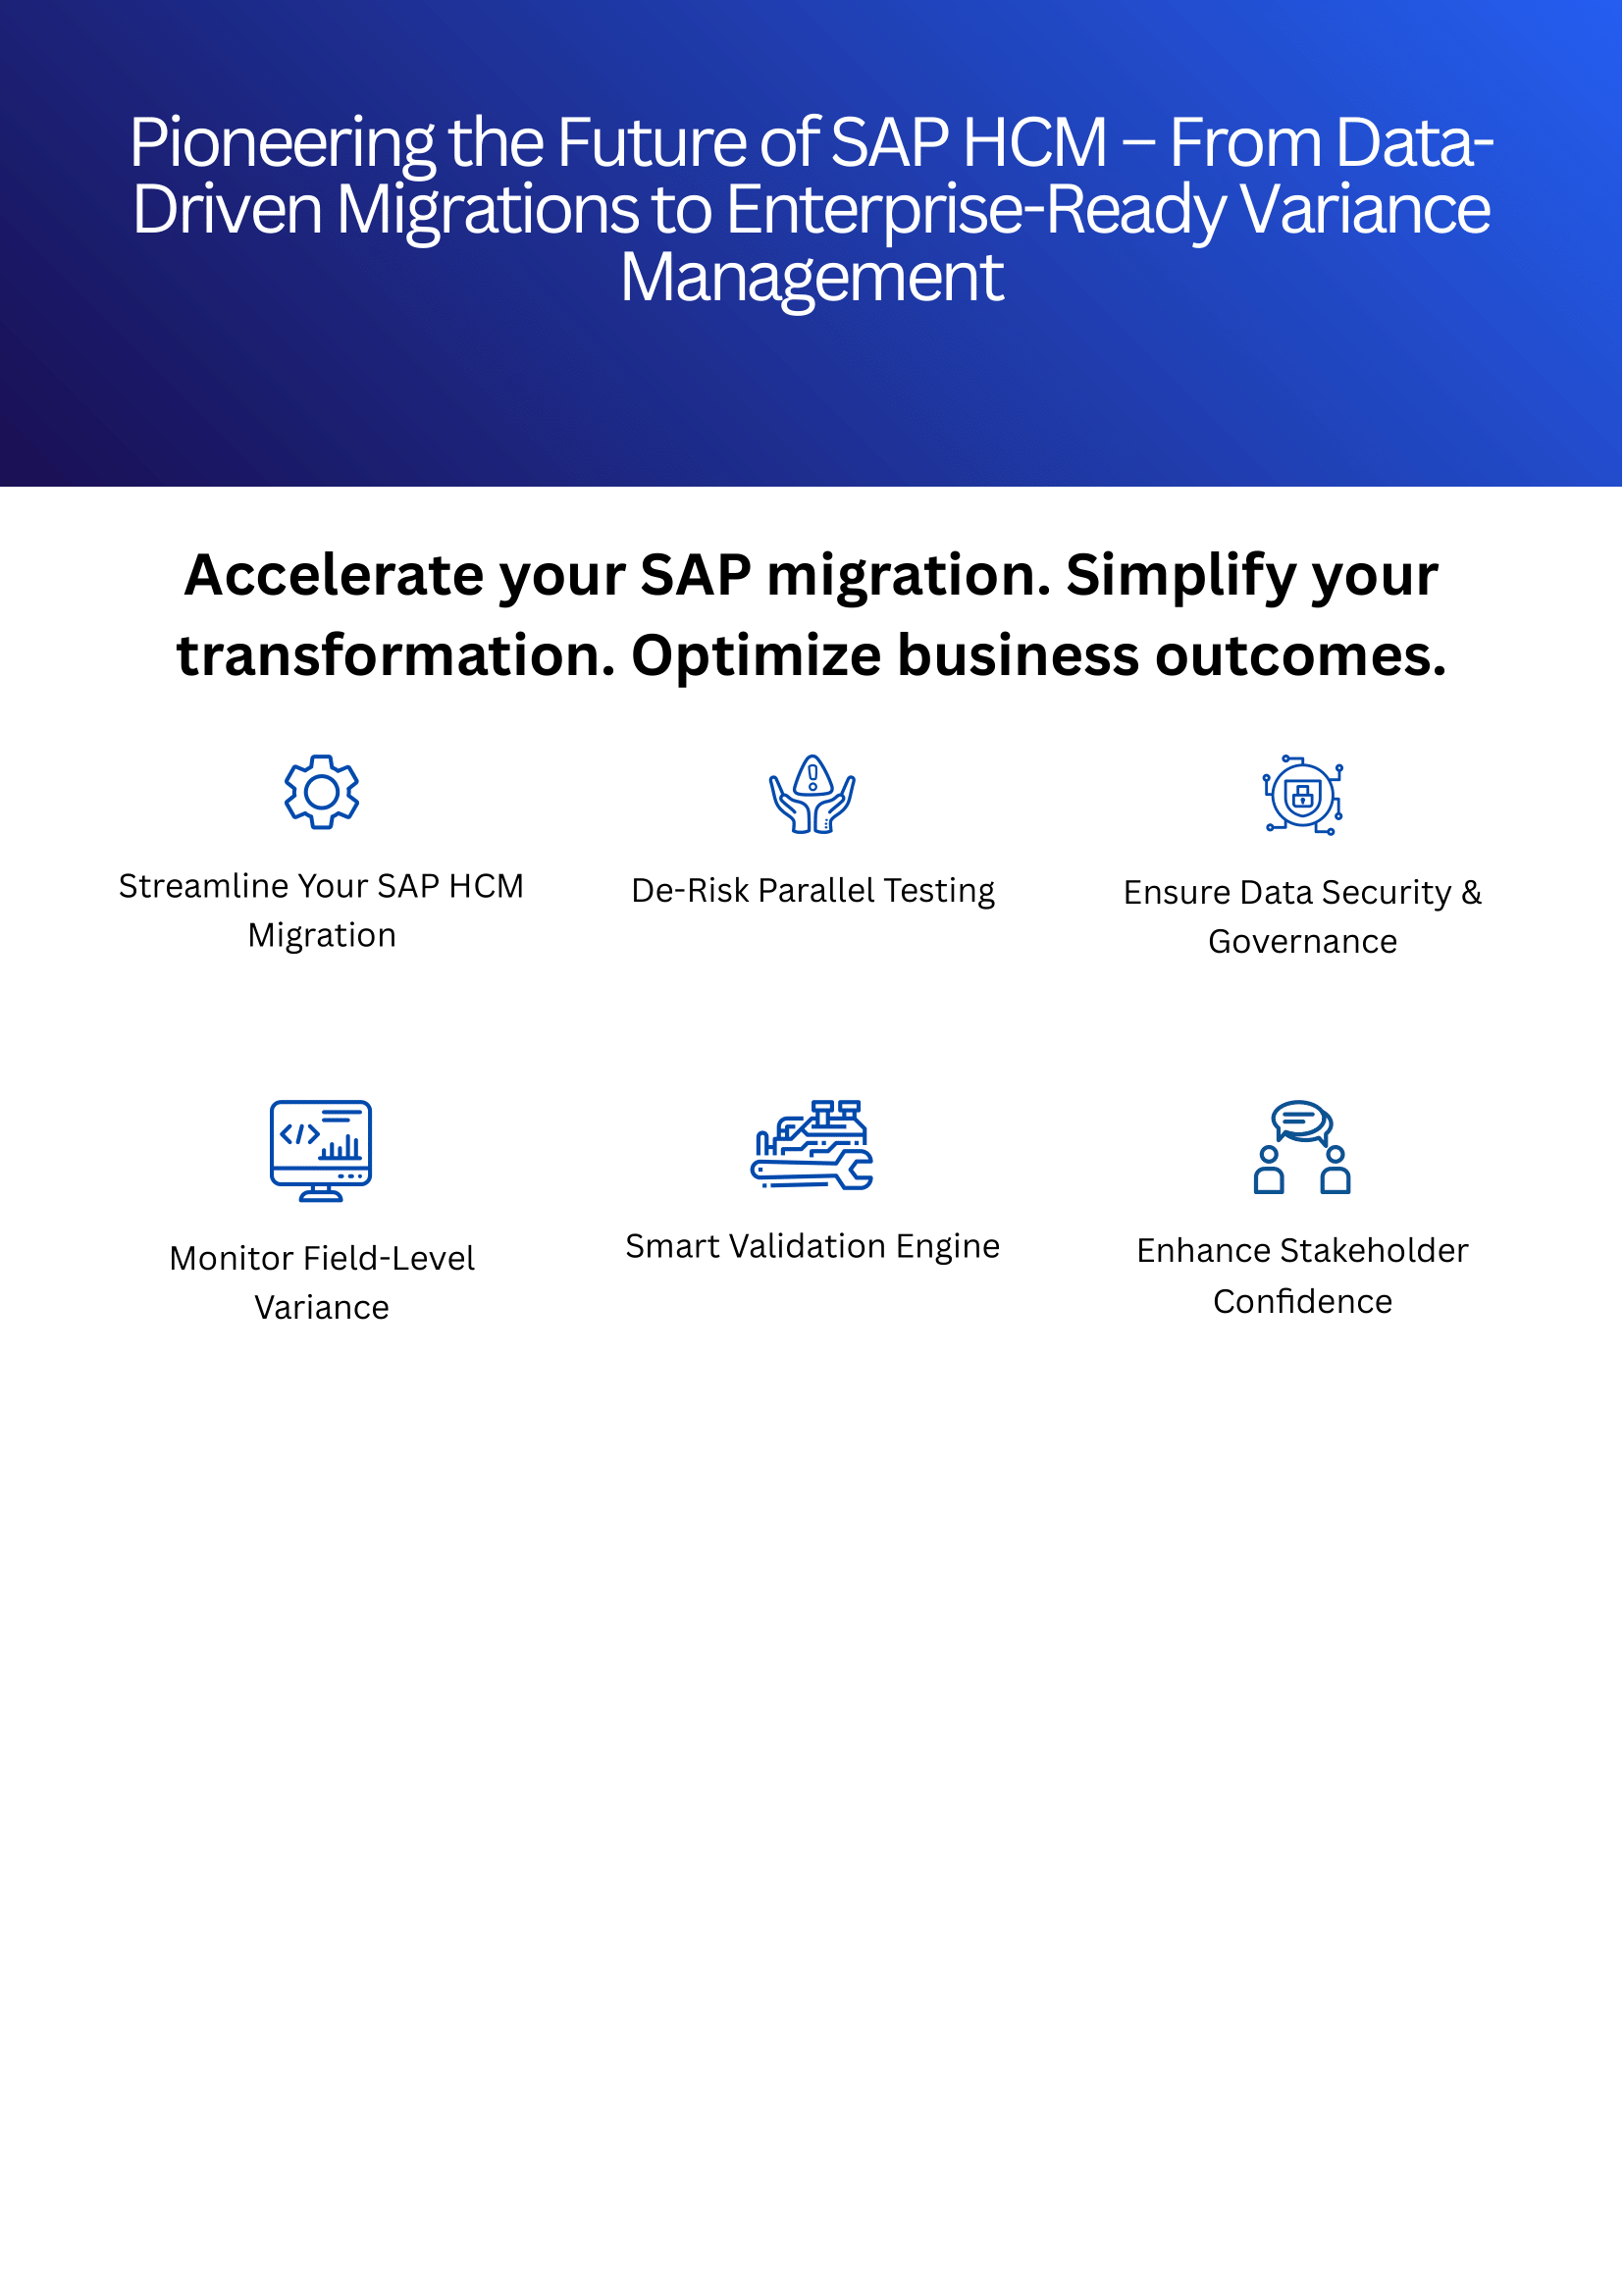 Pioneering the Future of SAP HCM – From Data-
Driven Migrations to Enterprise-Ready Variance
Management
Accelerate your SAP migration. Simplify your
transformation. Optimize business outcomes.
Streamline Your SAP HCM
Migration
De-Risk Parallel Testing
Ensure Data Security &
Governance
Monitor Field-Level
Variance
Smart Validation Engine
Enhance Stakeholder
Confidence